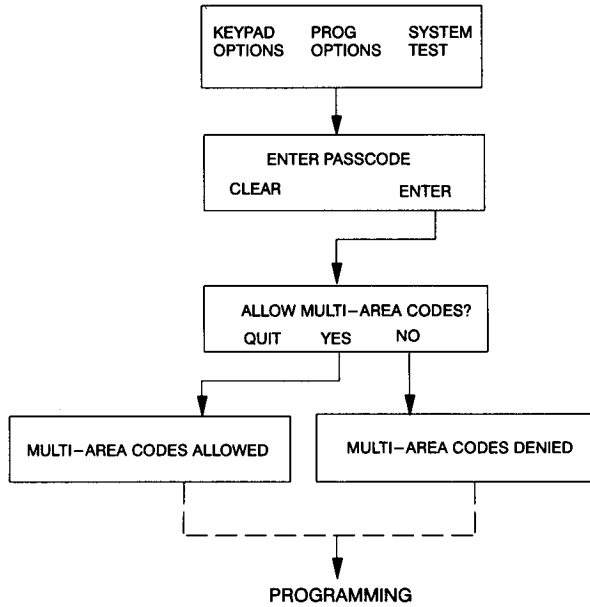 KEYPAD OPTIONS PROG OPTIONS SYSTEM TEST
ENTER PASSCODE
CLEAR ENTER
ALLOW MULTI-AREA CODES?
QUIT YES NO
MULTI-AREA CODES ALLOWED
MULTI-AREA CODES DENIED
PROGRAMMING